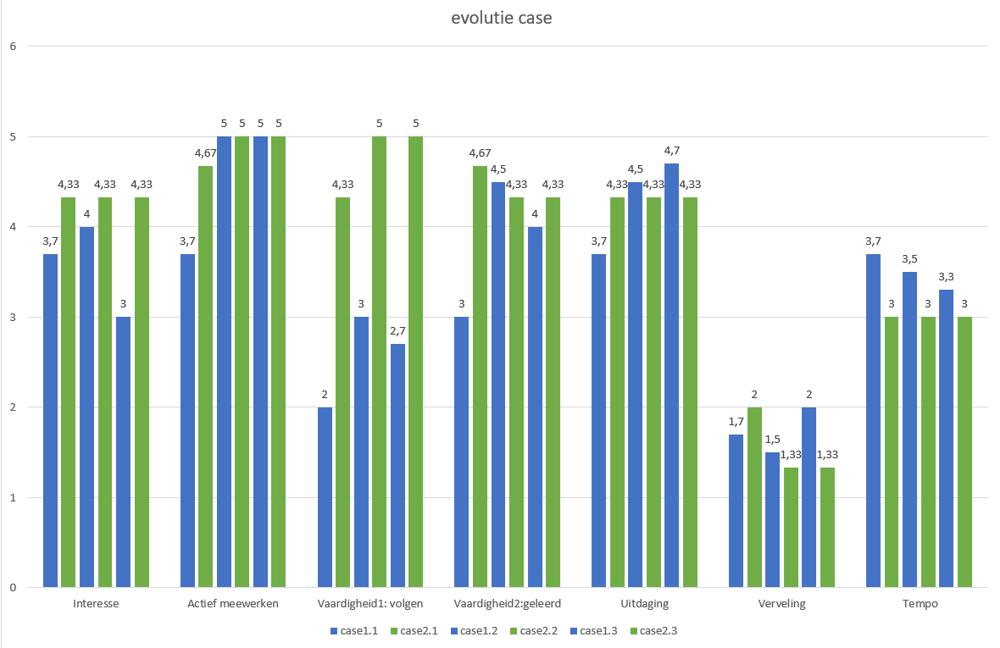 evolutie case
6
5
4
3
2
1
0
3,7 4,33 4 4,33 3 4,33
3,7 4,67 5 5 5 5
2 4,33 3 5 2,7 5
3 4,67 4,5 4,33 4 4,33
3,7 4,33 4,5 4,33 4,7 4,33
1,7 2 1,5 1,33 2 1,33
3,7 3 3,5 3 3,3 3
Interesse Actief meewerken Vaardigheid1: volgen Vaardigheid2:geleerd Uitdaging Verveling Tempo
case1.1 case2.1 case1.2 case2.2 case1.3 case2.3